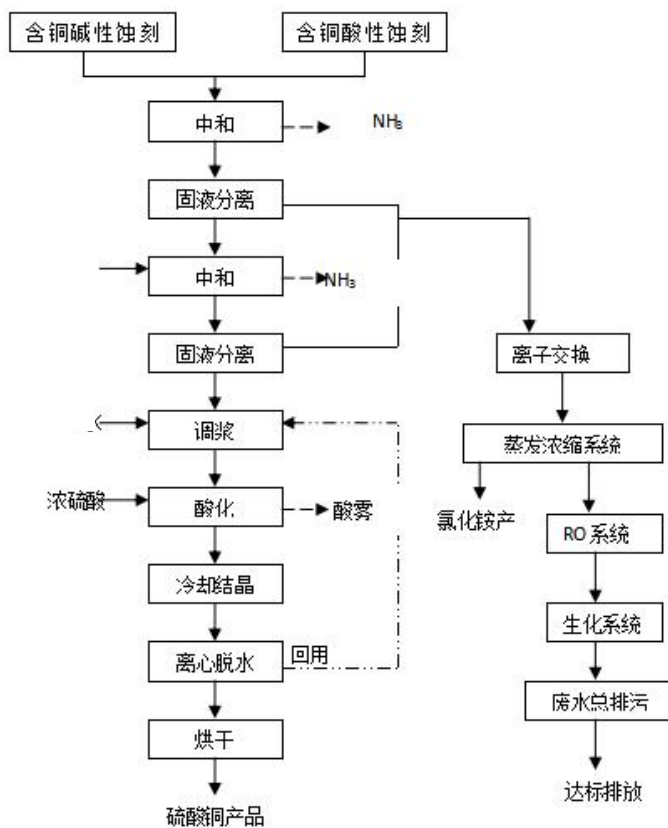 含铜碱性蚀刻
含铜酸性蚀刻
中和
NH₃
固液分离
中和
NH₃
固液分离
离子交换
调浆
蒸发浓缩系统
浓硫酸
酸化
酸雾
氯化铵产
RO 系统
冷却结晶
生化系统
离心脱水
回用
废水总排污
烘干
达标排放
硫酸铜产品